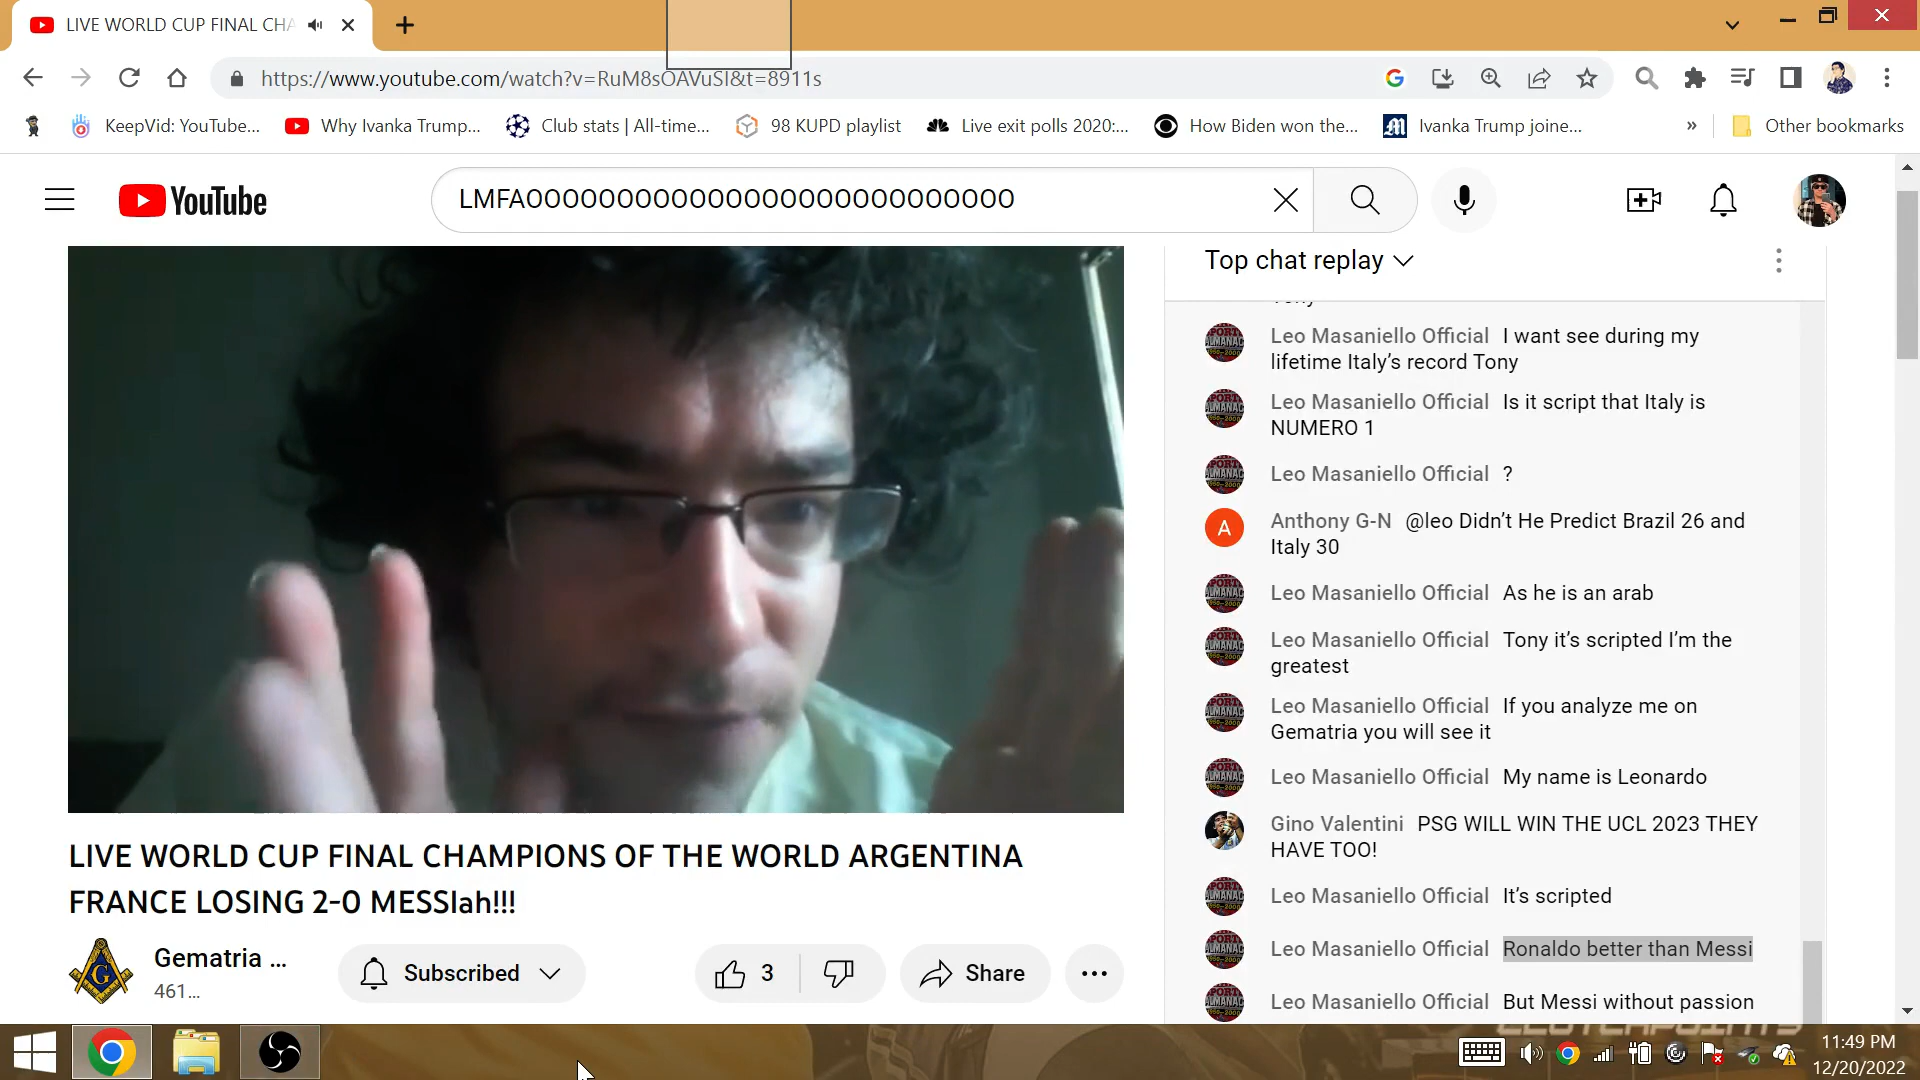 LIVE WORLD CUP FINAL CHA
https://www.youtube.com/watch?v=RuM8sOAVuSI&t=8911s
KeepVid: YouTube...
Why Ivanka Trump...
Club stats | All-time...
98 KUPD playlist
Live exit polls 2020:...
How Biden won the...
Ivanka Trump joine...
»
Other bookmarks
YouTube
LMFAOOOOOOOOOOOOOOOOOOOOOOOOOOO
Top chat replay
Tony
Leo Masaniello Official I want see during my
lifetime Italy's record Tony
Leo Masaniello Official Is it script that Italy is
NUMERO 1
Leo Masaniello Official ?
A
Anthony G-N @leo Didn't He Predict Brazil 26 and
Italy 30
Leo Masaniello Official As he is an arab
Leo Masaniello Official Tony it's scripted I'm the
greatest
Leo Masaniello Official If you analyze me on
Gematria you will see it
Leo Masaniello Official My name is Leonardo
Gino Valentini PSG WILL WIN THE UCL 2023 THEY
HAVE TOO!
Leo Masaniello Official It's scripted
Leo Masaniello Official Ronaldo better than Messi
Leo Masaniello Official But Messi without passion
LIVE WORLD CUP FINAL CHAMPIONS OF THE WORLD ARGENTINA
FRANCE LOSING 2-0 MESSIah!!!
G
Gematria ...
461...
Subscribed
3
Share
CLUTCHPOINTS
11:49 PM
12/20/2022